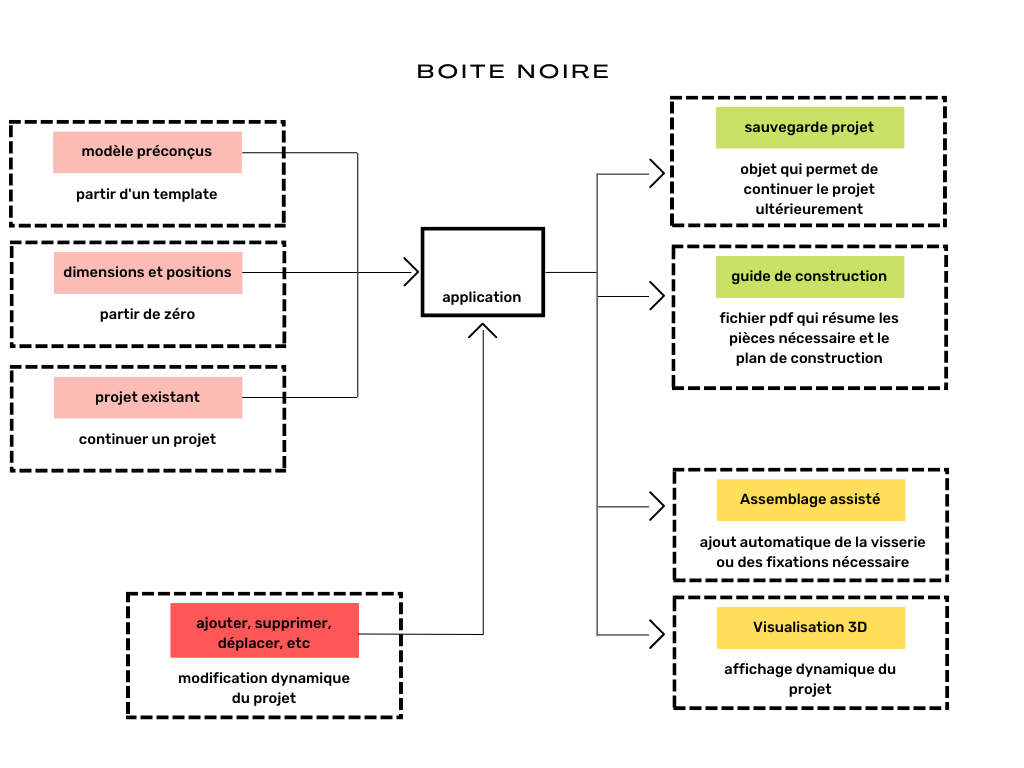 BOITE NOIRE
modèle préconçus
partir d'un template
dimensions et positions
partir de zéro
projet existant
continuer un projet
application
ajouter, supprimer,
déplacer, etc
modification dynamique
du projet
sauvegarde projet
objet qui permet de
continuer le projet
ultérieurement
guide de construction
fichier pdf qui résume les
pièces nécessaire et le
plan de construction
Assemblage assisté
ajout automatique de la visserie
ou des fixations nécessaire
Visualisation 3D
affichage dynamique du
projet